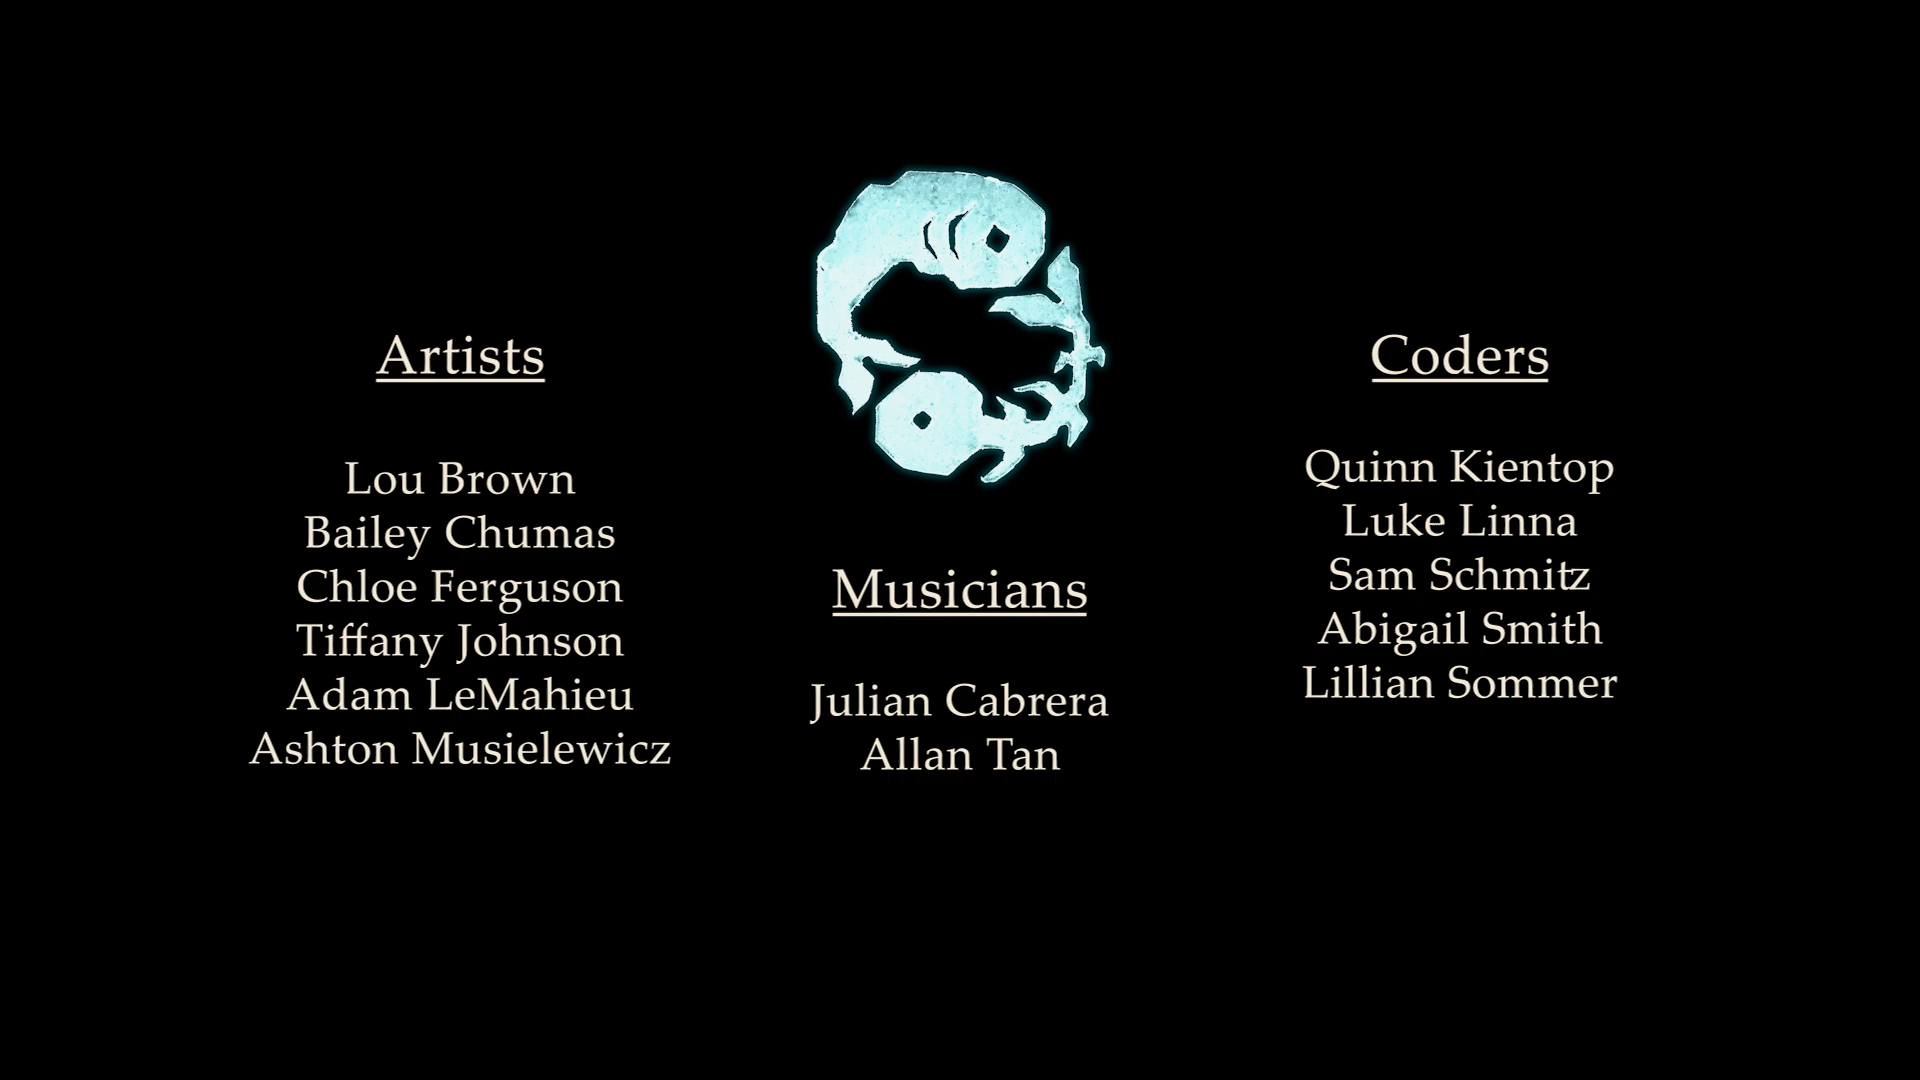 Artists
Lou Brown
Bailey Chumas
Chloe Ferguson
Tiffany Johnson
Adam LeMahieu
Ashton Musielewicz
Musicians
Julian Cabrera
Allan Tan
Coders
Quinn Kientop
Luke Linna
Sam Schmitz
Abigail Smith
Lillian Sommer